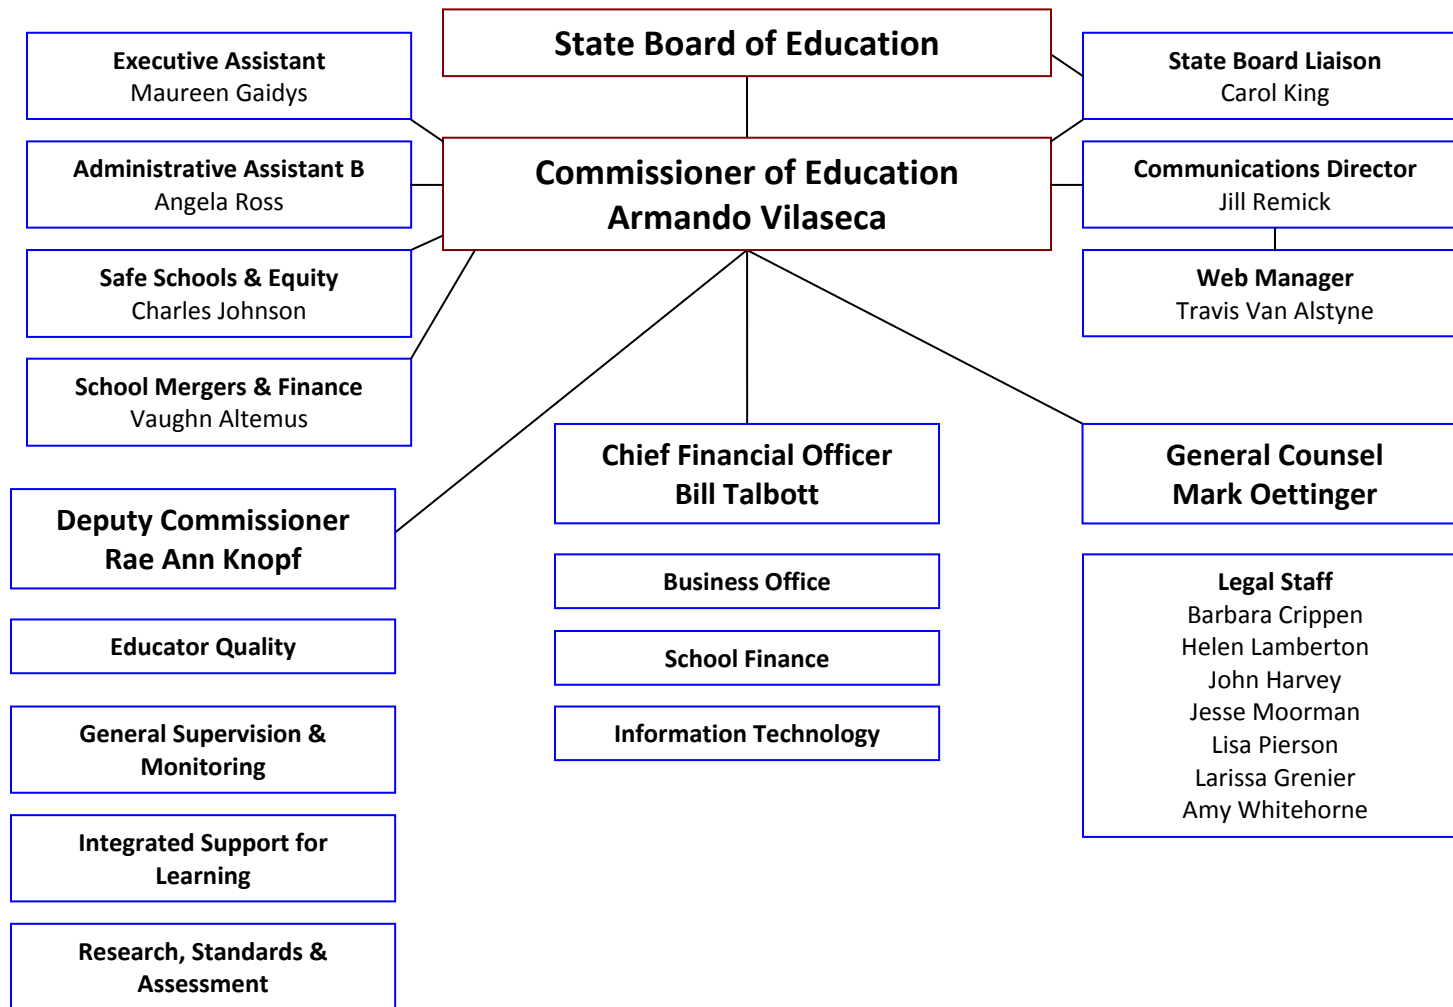 State Board of Education
Executive Assistant
Maureen Gaidys
State Board Liaison
Carol King
Commissioner of Education
Armando Vilaseca
Administrative Assistant B
Angela Ross
Communications Director
Jill Remick
Safe Schools & Equity
Charles Johnson
Web Manager
Travis Van Alstyne
School Mergers & Finance
Vaughn Altemus
Deputy Commissioner
Rae Ann Knopf
Educator Quality
General Supervision &
Monitoring
Integrated Support for
Learning
Research, Standards &
Assessment
Chief Financial Officer
Bill Talbott
Business Office
School Finance
Information Technology
General Counsel
Mark Oettinger
Legal Staff
Barbara Crippen
Helen Lamberton
John Harvey
Jesse Moorman
Lisa Pierson
Larissa Grenier
Amy Whitehorne